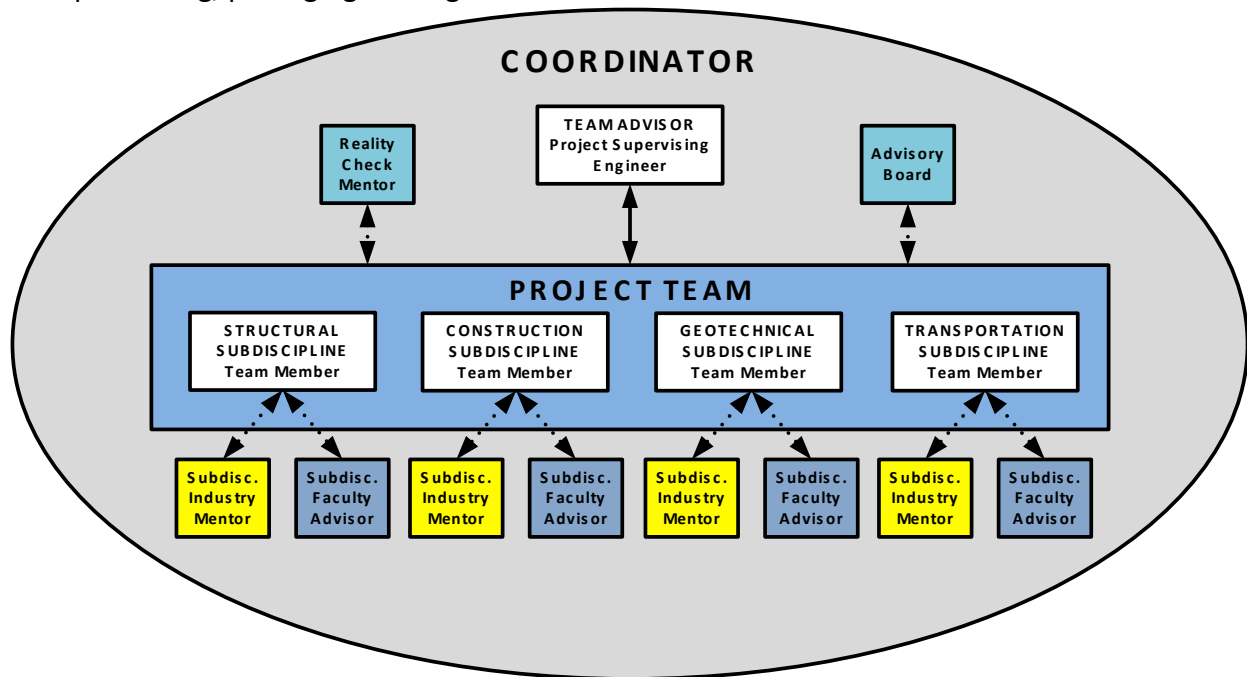 COORDINATOR
Reality
Check
Mentor
TEAM ADVISOR
Project Supervising
Engineer
Advisory
Board
PROJECT TEAM
STRUCTURAL
SUBDISCIPLINE
Team Member
CONSTRUCTION
SUBDISCIPLINE
Team Member
GEOTECHNICAL
SUBDISCIPLINE
Team Member
TRANSPORTATION
SUBDISCIPLINE
Team Member
Subdisc.
Industry
Mentor
Subdisc.
Faculty
Advisor
Subdisc.
Industry
Mentor
Subdisc.
Faculty
Advisor
Subdisc.
Industry
Mentor
Subdisc.
Faculty
Advisor
Subdisc.
Industry
Mentor
Subdisc.
Faculty
Advisor